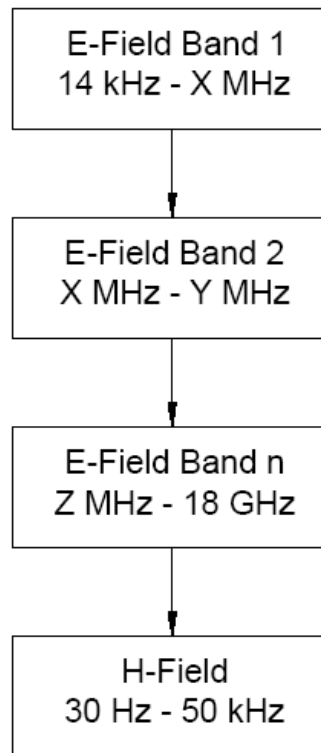 E-Field Band 1
14 kHz - X MHz
E-Field Band 2
X MHz - Y MHz
E-Field Band n
Z MHz - 18 GHz
H-Field
30 Hz - 50 kHz